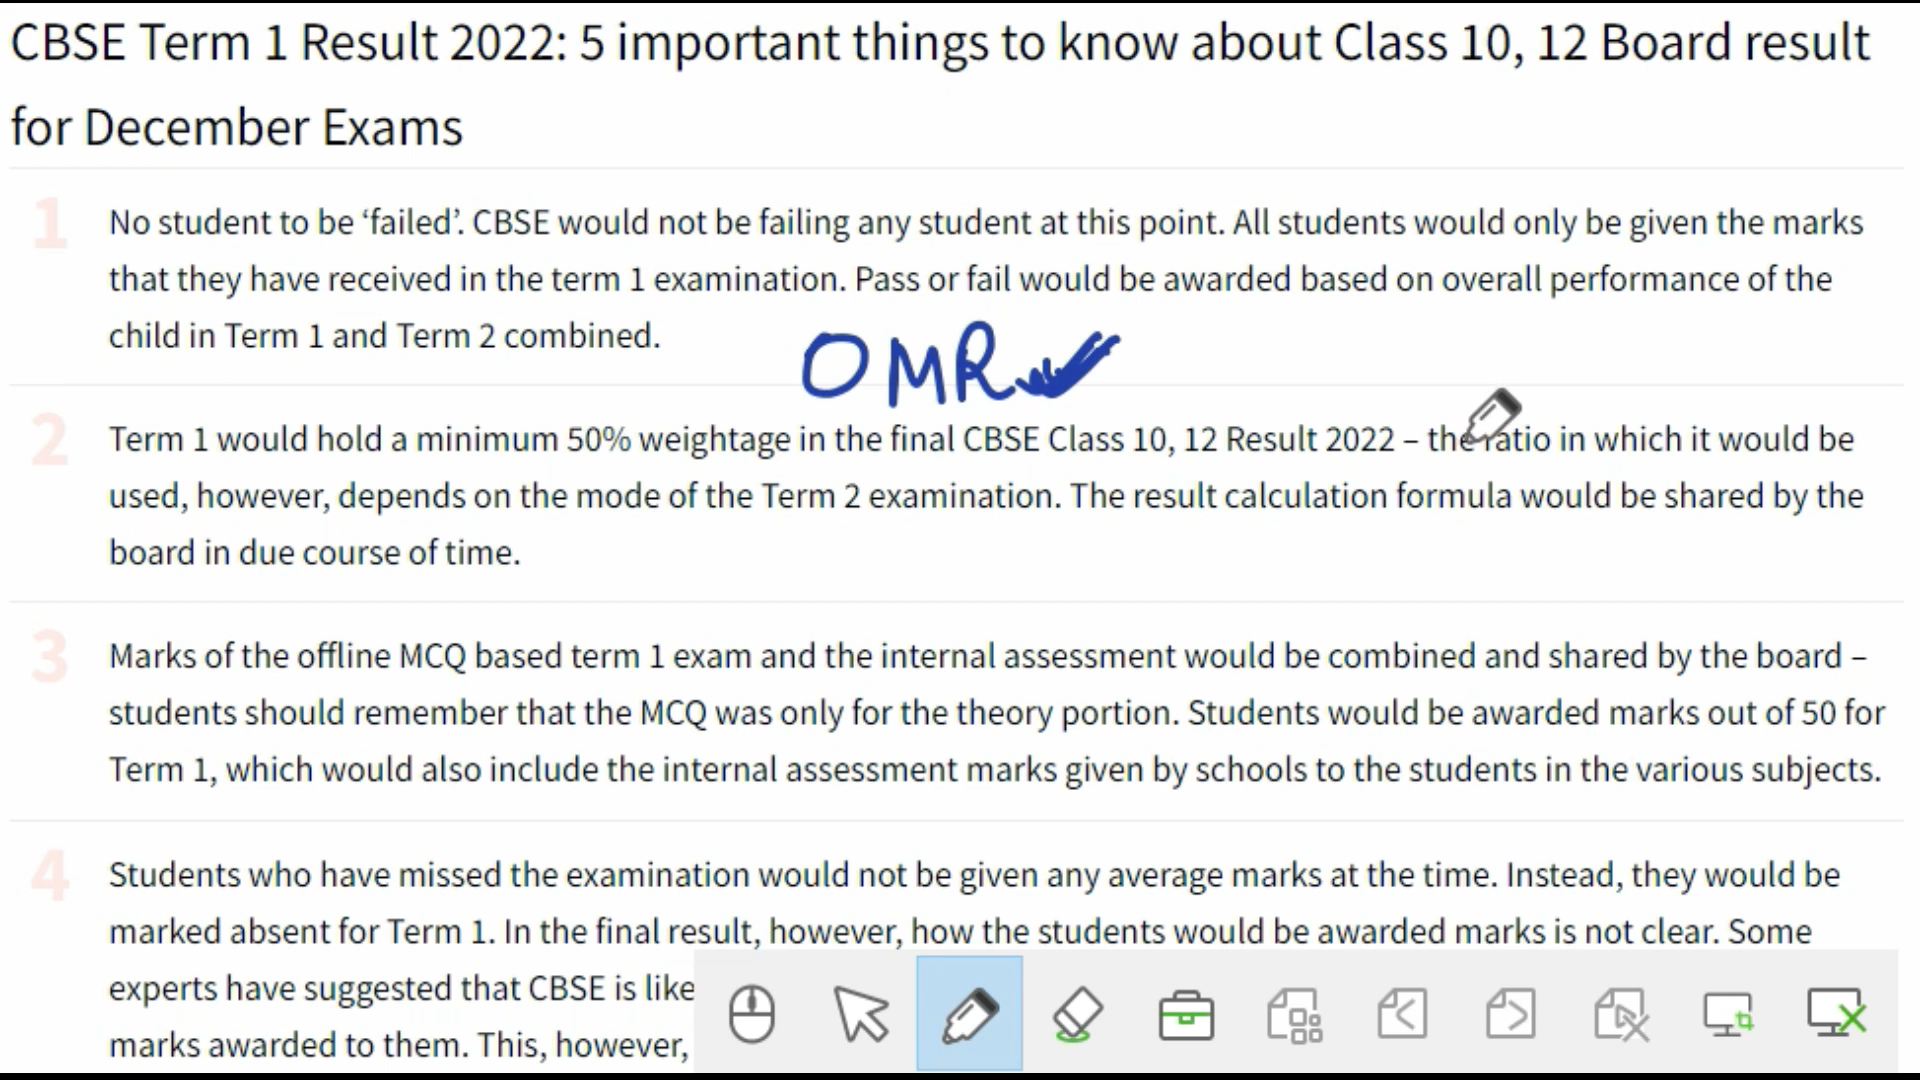 CBSE Term 1 Result 2022: 5 important things to know about Class 10, 12 Board result
for December Exams
1
No student to be ‘failed’. CBSE would not be failing any student at this point. All students would only be given the marks
that they have received in the term 1 examination. Pass or fail would be awarded based on overall performance of the
child in Term 1 and Term 2 combined.
OMR
2
Term 1 would hold a minimum 50% weightage in the final CBSE Class 10, 12 Result 2022 – the ratio in which it would be
used, however, depends on the mode of the Term 2 examination. The result calculation formula would be shared by the
board in due course of time.
3
Marks of the offline MCQ based term 1 exam and the internal assessment would be combined and shared by the board –
students should remember that the MCQ was only for the theory portion. Students would be awarded marks out of 50 for
Term 1, which would also include the internal assessment marks given by schools to the students in the various subjects.
4
Students who have missed the examination would not be given any average marks at the time. Instead, they would be
marked absent for Term 1. In the final result, however, how the students would be awarded marks is not clear. Some
experts have suggested that CBSE is like
marks awarded to them. This, however,